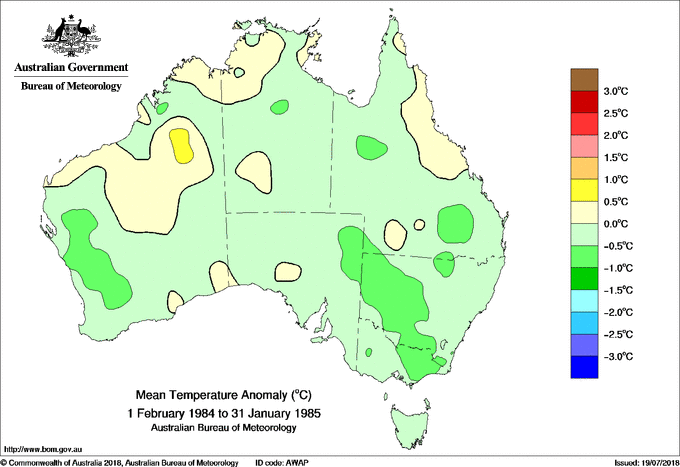 Australian Government
Bureau of Meteorology
3.0°C
2.5°C
2.0°C
1.5°C
1.0°C
0.5°C
0.0°C
−0.5°C
−1.0°C
−1.5°C
−2.0°C
−2.5°C
−3.0°C
Mean Temperature Anomaly (°C)
1 February 1984 to 31 January 1985
Australian Bureau of Meteorology
http://www.bom.gov.au
© Commonwealth of Australia 2018, Australian Bureau of Meteorology ID code: AWAP Issued: 19/07/2018